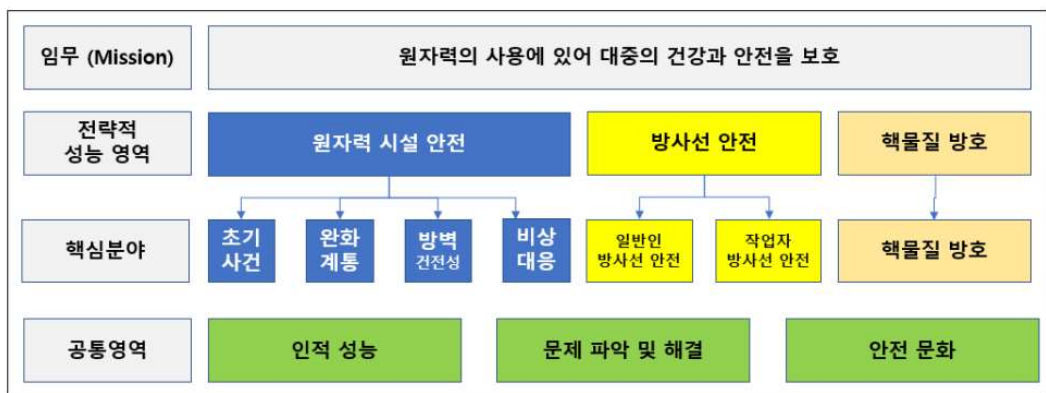 임무 (Mission)
원자력의 사용에 있어 대중의 건강과 안전을 보호
전략적
성능 영역
원자력 시설 안전
방사선 안전
핵물질 방호
핵심분야
초기
사건
완화
계통
방벽
건전성
비상
대응
일반인
방사선 안전
작업자
방사선 안전
핵물질 방호
공통영역
인적 성능
문제 파악 및 해결
안전 문화